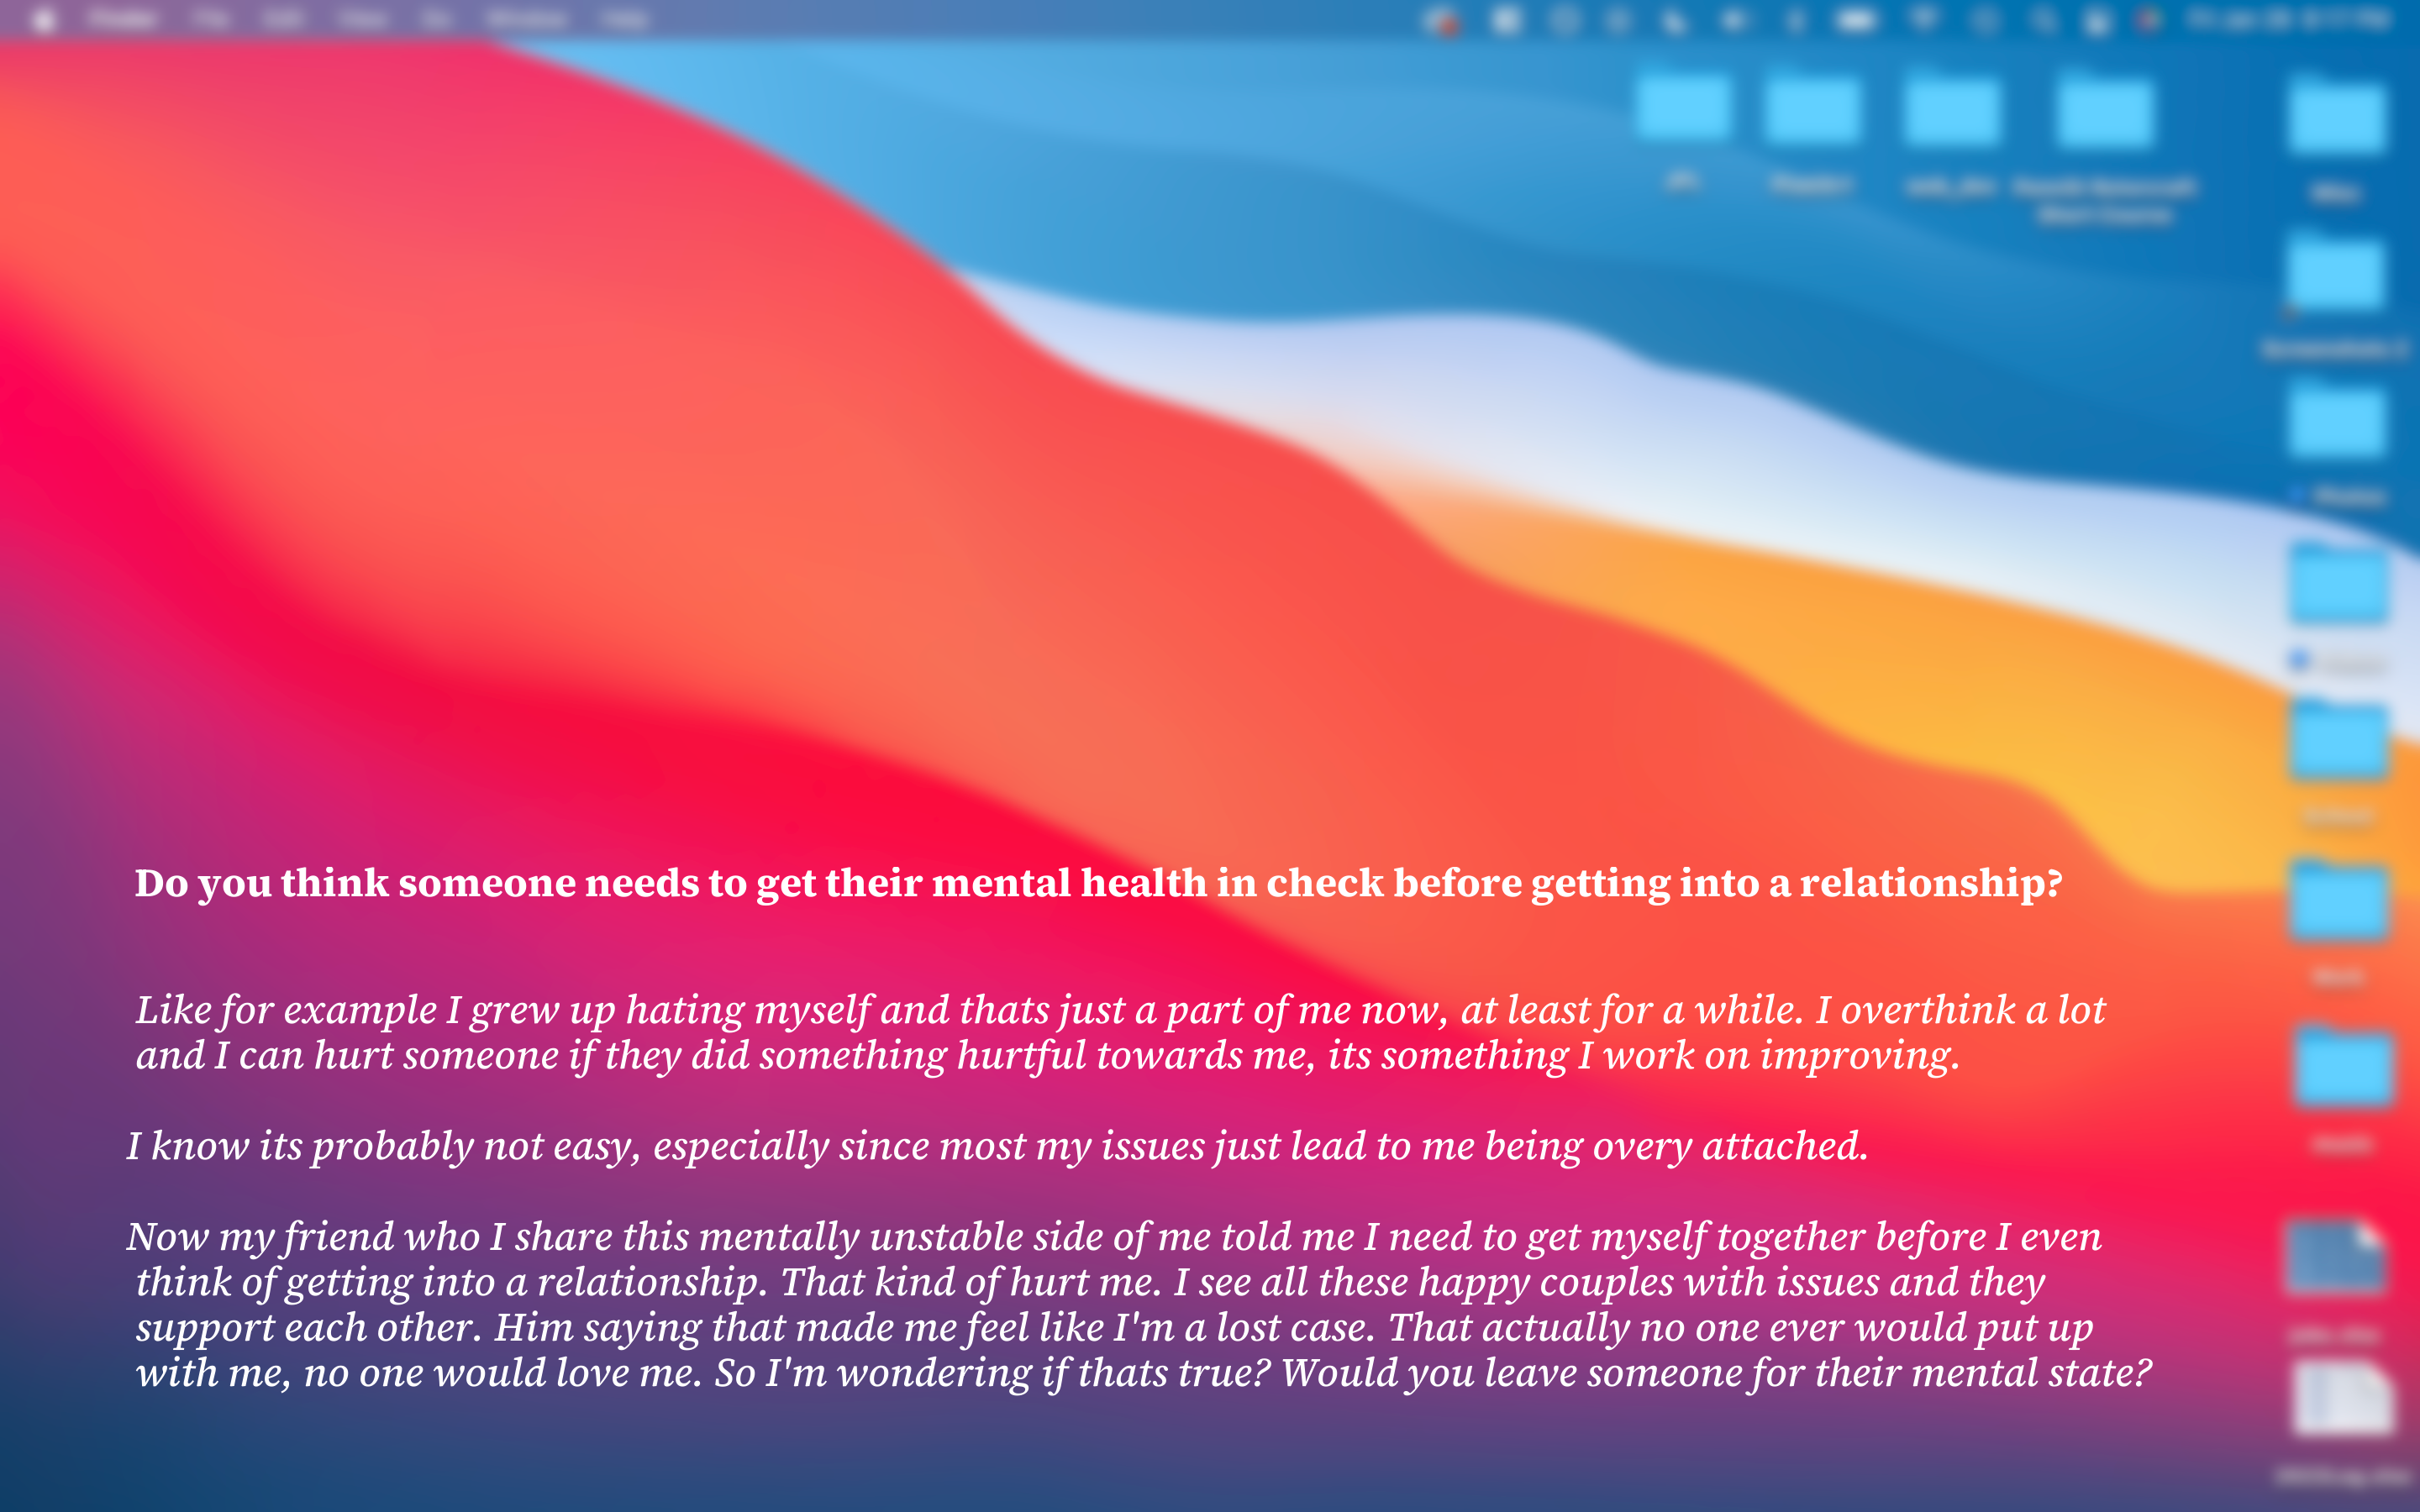 Do you think someone needs to get their mental health in check before getting into a relationship?
Like for example I grew up hating myself and thats just a part of me now, at least for a while. I overthink a lot
and I can hurt someone if they did something hurtful towards me, its something I work on improving.
I know its probably not easy, especially since most my issues just lead to me being overy attached.
Now my friend who I share this mentally unstable side of me told me I need to get myself together before I even
think of getting into a relationship. That kind of hurt me. I see all these happy couples with issues and they
support each other. Him saying that made me feel like I'm a lost case. That actually no one ever would put up
with me, no one would love me. So I'm wondering if thats true? Would you leave someone for their mental state?